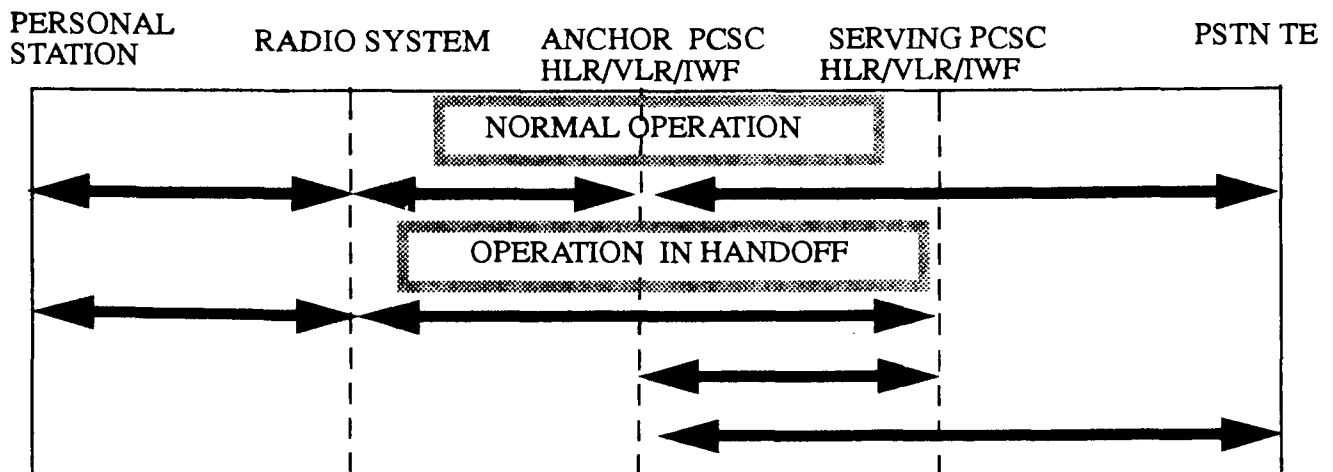 PERSONAL STATION
RADIO SYSTEM
ANCHOR PCSC
HLR/VLR/IWF
SERVING PCSC
HLR/VLR/IWF
PSTN TE
NORMAL OPERATION
OPERATION IN HANDOFF